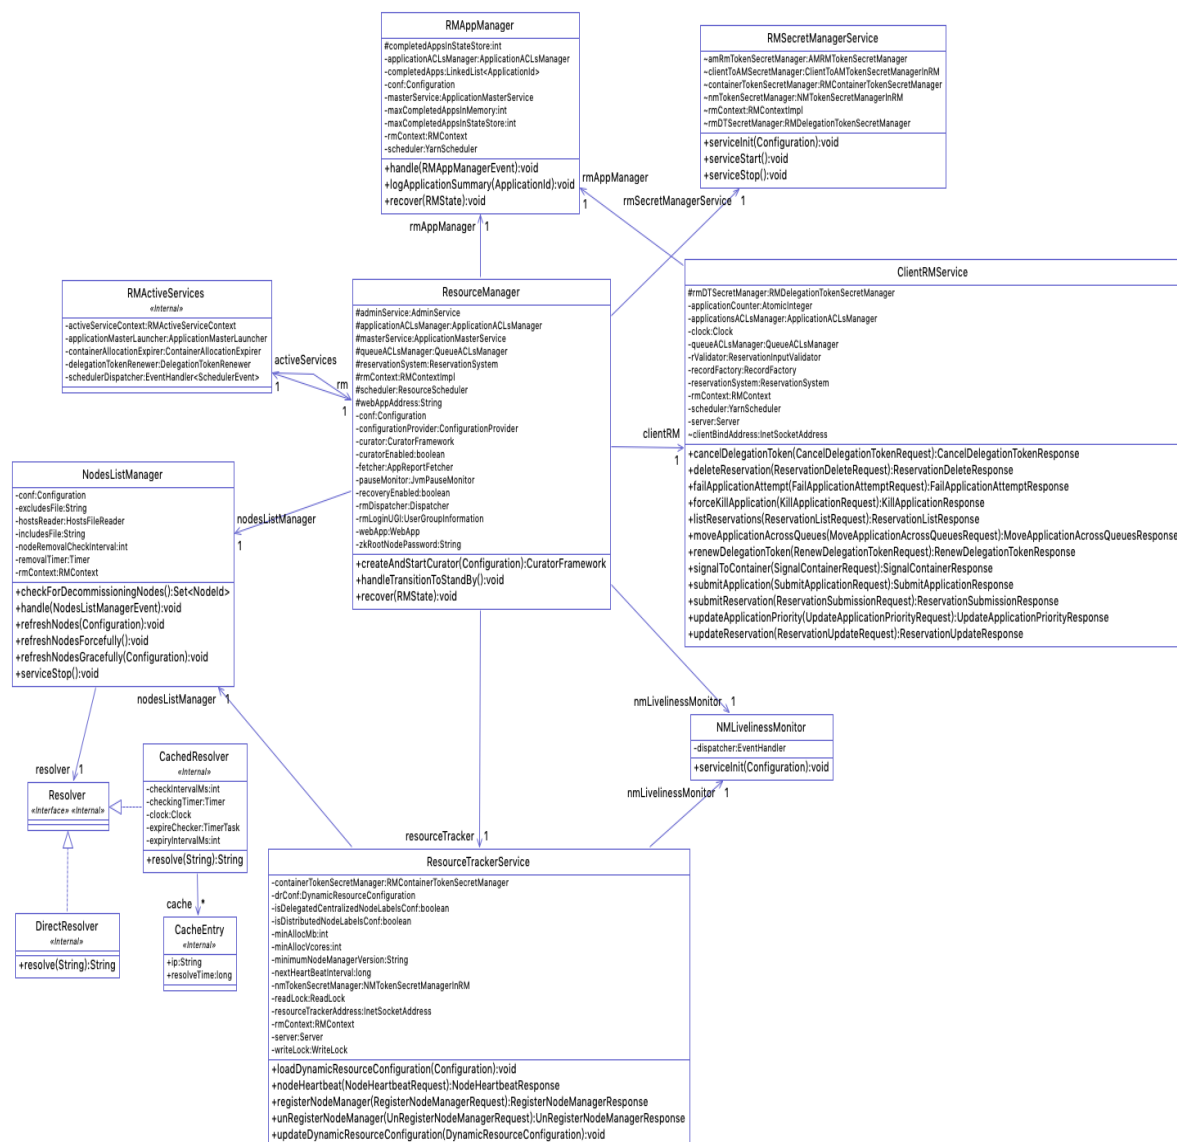 RMAppManager
#completedAppsInStateStore:int
-applicationACLsManager:ApplicationACLsManager
-completedApps:LinkedList<ApplicationId>
-conf:Configuration
-masterService:ApplicationMasterService
-maxCompletedAppsInMemory:int
-maxCompletedAppsInStateStore:int
-rmContext:RMContext
-scheduler:YarnScheduler
+handle(RMAppManagerEvent):void
+logApplicationSummary(ApplicationId):void
+recover(RMState):void
RMSecretManagerService
~amRmTokenSecretManager:AMRMTokenSecretManager
~clientToAMSecretManager:ClientToAMTokenSecretManagerInRM
~containerTokenSecretManager:RMContainerTokenSecretManager
~nmTokenSecretManager:NMTokenSecretManagerInRM
~rmContext:RMContextImpl
~rmDTSecretManager:RMDelegationTokenSecretManager
+serviceInit(Configuration):void
+serviceStart():void
+serviceStop():void
rmAppManager
1
rmSecretManagerService
1
rmAppManager
1
RMActiveServices
«Internal»
-activeServiceContext:RMActiveServiceContext
-applicationMasterLauncher:ApplicationMasterLauncher
-containerAllocationExpirer:ContainerAllocationExpirer
-delegationTokenRenewer:DelegationTokenRenewer
-schedulerDispatcher:EventHandler<SchedulerEvent>
activeServices
1
rm
1
ResourceManager
#adminService:AdminService
#applicationACLsManager:ApplicationACLsManager
#masterService:ApplicationMasterService
#queueACLsManager:QueueACLsManager
#reservationSystem:ReservationSystem
#rmContext:RMContextImpl
#scheduler:ResourceScheduler
#webAppAddress:String
-conf:Configuration
-configurationProvider:ConfigurationProvider
-curator:CuratorFramework
-curatorEnabled:boolean
-fetcher:AppReportFetcher
-pauseMonitor:JvmPauseMonitor
-recoveryEnabled:boolean
-rmDispatcher:Dispatcher
-rmLoginUGI:UserGroupInformation
-webApp:WebApp
-zkRootNodePassword:String
+createAndStartCurator(Configuration):CuratorFramework
+handleTransitionToStandBy():void
+recover(RMState):void
ClientRMService
#rmDTSecretManager:RMDelegationTokenSecretManager
-applicationCounter:AtomicInteger
-applicationsACLsManager:ApplicationACLsManager
-clock:Clock
-queueACLsManager:QueueACLsManager
-rValidator:ReservationInputValidator
-recordFactory:RecordFactory
-reservationSystem:ReservationSystem
-rmContext:RMContext
-scheduler:YarnScheduler
-server:Server
~clientBindAddress:InetSocketAddress
+cancelDelegationToken(CancelDelegationTokenRequest):CancelDelegationTokenResponse
+deleteReservation(ReservationDeleteRequest):ReservationDeleteResponse
+failApplicationAttempt(FailApplicationAttemptRequest):FailApplicationAttemptResponse
+forceKillApplication(KillApplicationRequest):KillApplicationResponse
+listReservations(ReservationListRequest):ReservationListResponse
+moveApplicationAcrossQueues(MoveApplicationAcrossQueuesRequest):MoveApplicationAcrossQueuesResponse
+renewDelegationToken(RenewDelegationTokenRequest):RenewDelegationTokenResponse
+signalToContainer(SignalContainerRequest):SignalContainerResponse
+submitApplication(SubmitApplicationRequest):SubmitApplicationResponse
+submitReservation(ReservationSubmissionRequest):ReservationSubmissionResponse
+updateApplicationPriority(UpdateApplicationPriorityRequest):UpdateApplicationPriorityResponse
+updateReservation(ReservationUpdateRequest):ReservationUpdateResponse
clientRM
1
NodesListManager
-conf:Configuration
-excludesFile:String
-hostsReader:HostsFileReader
-includesFile:String
-nodeRemovalCheckInterval:int
-removalTimer:Timer
-rmContext:RMContext
+checkForDecommissioningNodes():Set<NodeId>
+handle(NodesListManagerEvent):void
+refreshNodes(Configuration):void
+refreshNodesForcefully():void
+refreshNodesGracefully(Configuration):void
+serviceStop():void
nodesListManager
1
nodesListManager
1
nmLivelinessMonitor
1
NMLivelinessMonitor
-dispatcher:EventHandler
+serviceInit(Configuration):void
nmLivelinessMonitor
1
resolver
1
Resolver
«Interface» «Internal»
CachedResolver
«Internal»
-checkIntervalMs:int
-checkingTimer:Timer
-clock:Clock
-expireChecker:TimerTask
-expiryIntervalMs:int
+resolve(String):String
cache
*
DirectResolver
«Internal»
+resolve(String):String
CacheEntry
«Internal»
+ip:String
+resolveTime:long
resourceTracker
1
ResourceTrackerService
-containerTokenSecretManager:RMContainerTokenSecretManager
-drConf:DynamicResourceConfiguration
-isDelegatedCentralizedNodeLabelsConf:boolean
-isDistributedNodeLabelsConf:boolean
-minAllocMb:int
-minAllocVcores:int
-minimumNodeManagerVersion:String
-nextHeartBeatInterval:long
-nmTokenSecretManager:NMTokenSecretManagerInRM
-readLock:ReadLock
-resourceTrackerAddress:InetSocketAddress
-rmContext:RMContext
-server:Server
-writeLock:WriteLock
+loadDynamicResourceConfiguration(Configuration):void
+nodeHeartbeat(NodeHeartbeatRequest):NodeHeartbeatResponse
+registerNodeManager(RegisterNodeManagerRequest):RegisterNodeManagerResponse
+unRegisterNodeManager(UnRegisterNodeManagerRequest):UnRegisterNodeManagerResponse
+updateDynamicResourceConfiguration(DynamicResourceConfiguration):void